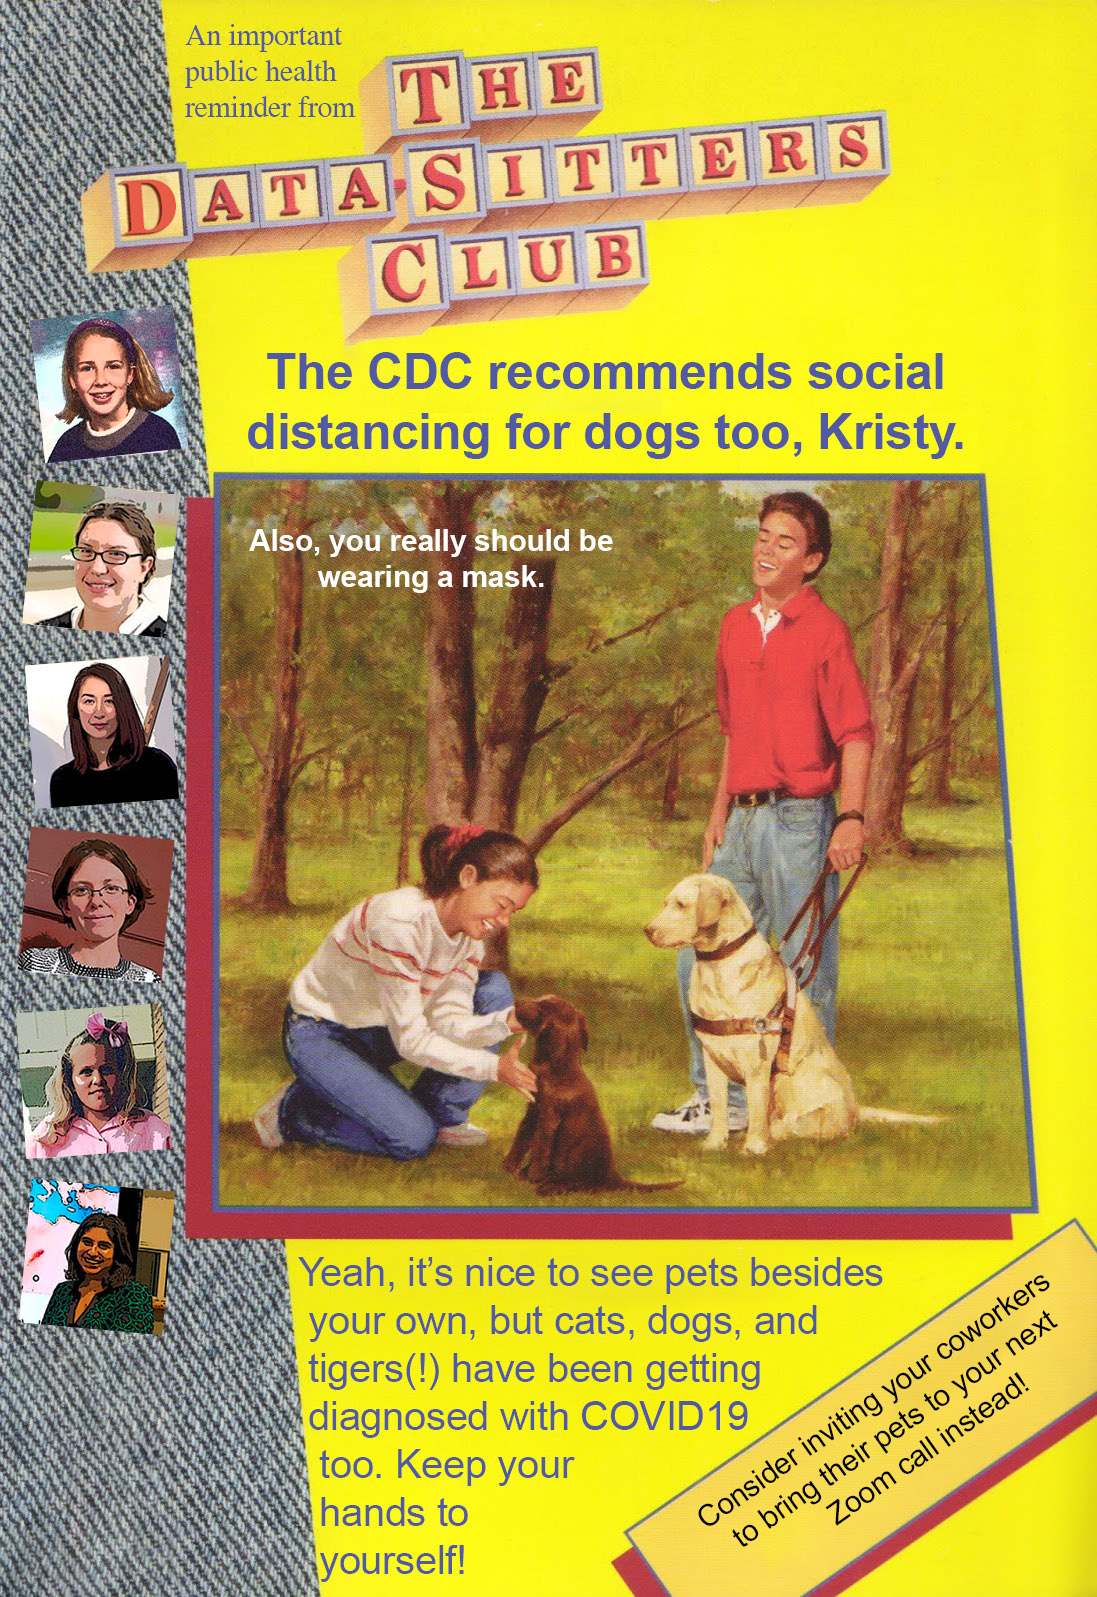 An important
public health
reminder from
THE
DATA-SITTERS
CLUB
The CDC recommends social
distancing for dogs too, Kristy.
Also, you really should be
wearing a mask.
Yeah, it's nice to see pets besides
your own, but cats, dogs, and
tigers(!) have been getting
diagnosed with COVID19
too. Keep your
hands to
yourself!
Consider inviting your coworkers
to bring their pets to your next
Zoom call instead!